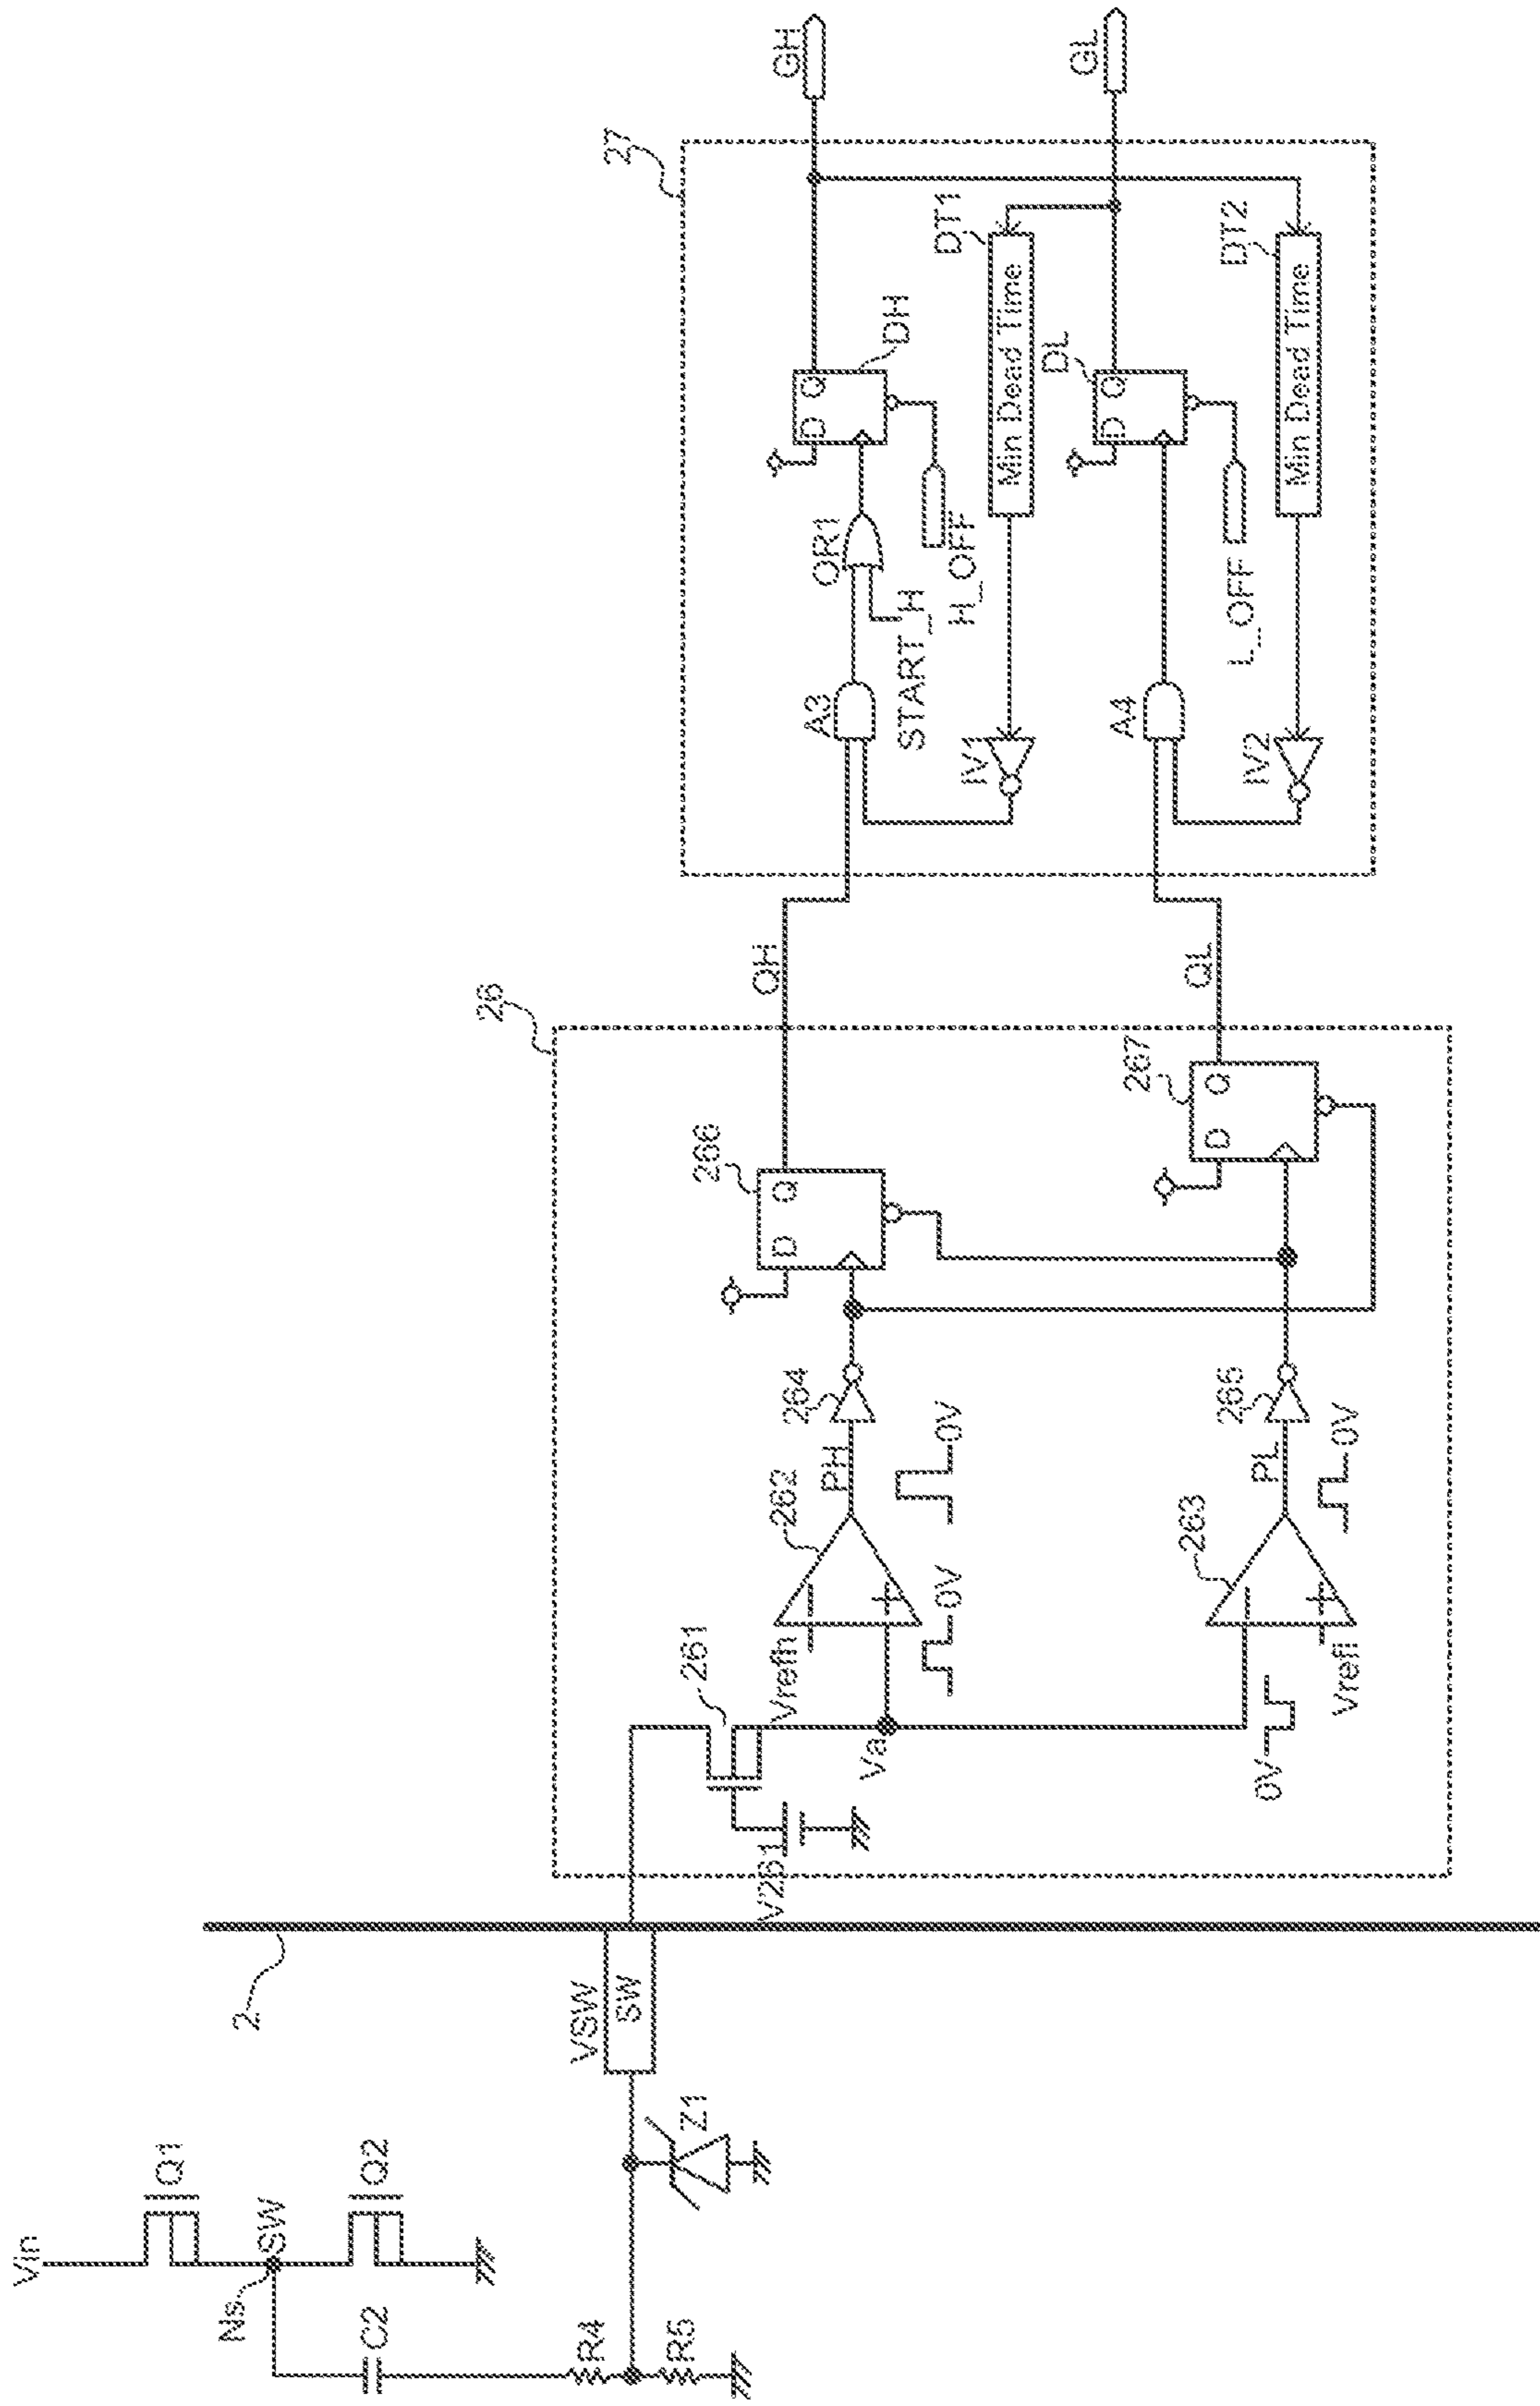 Vin
Q1
Ns
SW
Q2
C2
R4
R5
Z1
VSW
SW
2
26
V261
261
Va
Vrefh
262
0V
PH
0V
264
266
D
Q
QH
0V
Vrefl
263
PL
0V
265
267
D
Q
QL
27
A3
OR1
START_H
H_OFF
D
Q
DH
GH
IV1
Min Dead Time
DT1
A4
L_OFF
D
Q
DL
GL
IV2
Min Dead Time
DT2